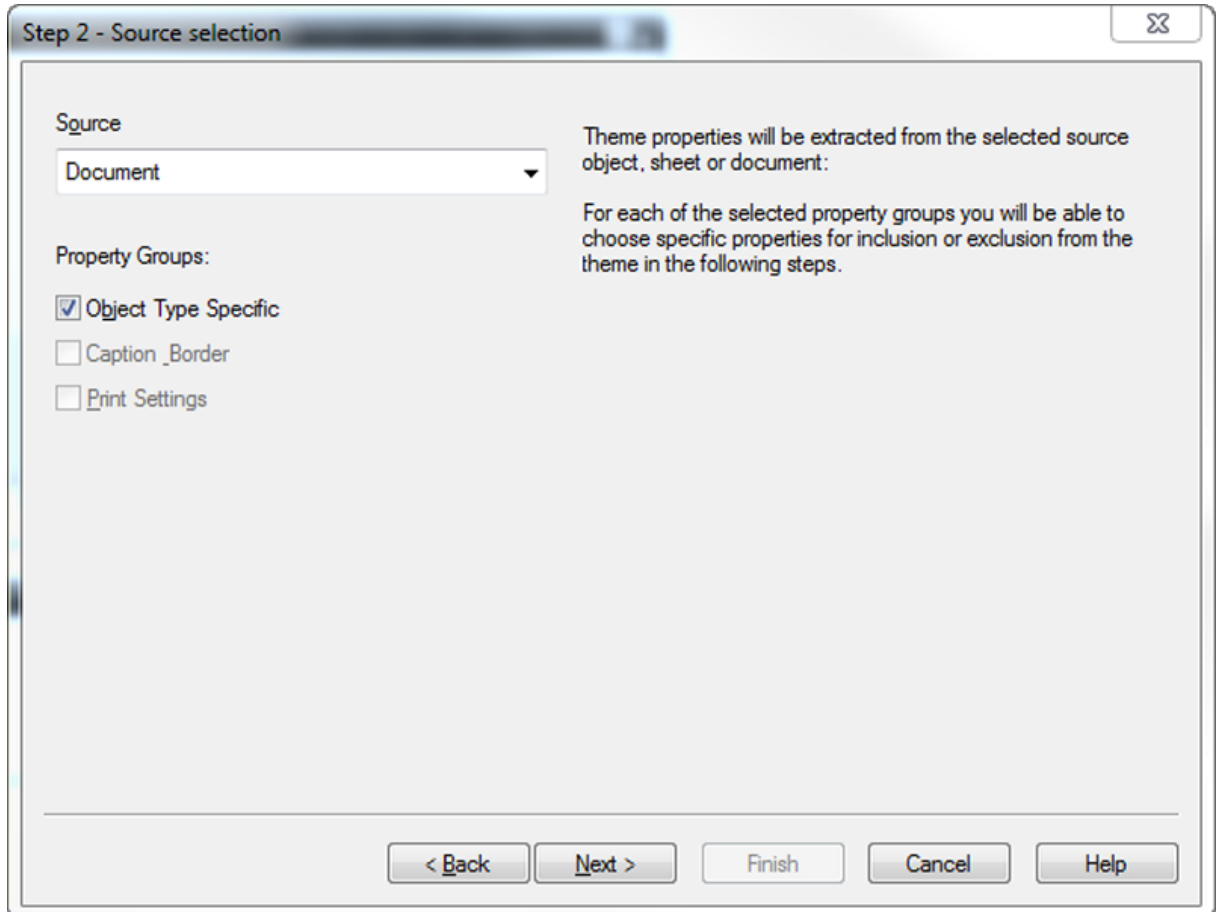 Step 2 - Source selection
Source
Document
Property Groups:
Object Type Specific
Caption _Border
Print Settings
Theme properties will be extracted from the selected source
object, sheet or document:
For each of the selected property groups you will be able to
choose specific properties for inclusion or exclusion from the
theme in the following steps.
< Back
Next >
Finish
Cancel
Help